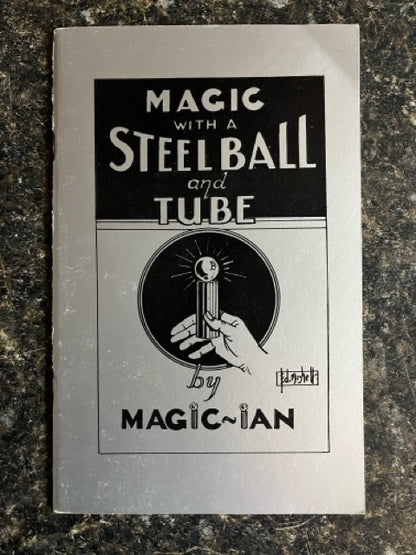 MAGIC
WITH A
STEEL BALL
and
TUBE
by
MAGiC~iAN